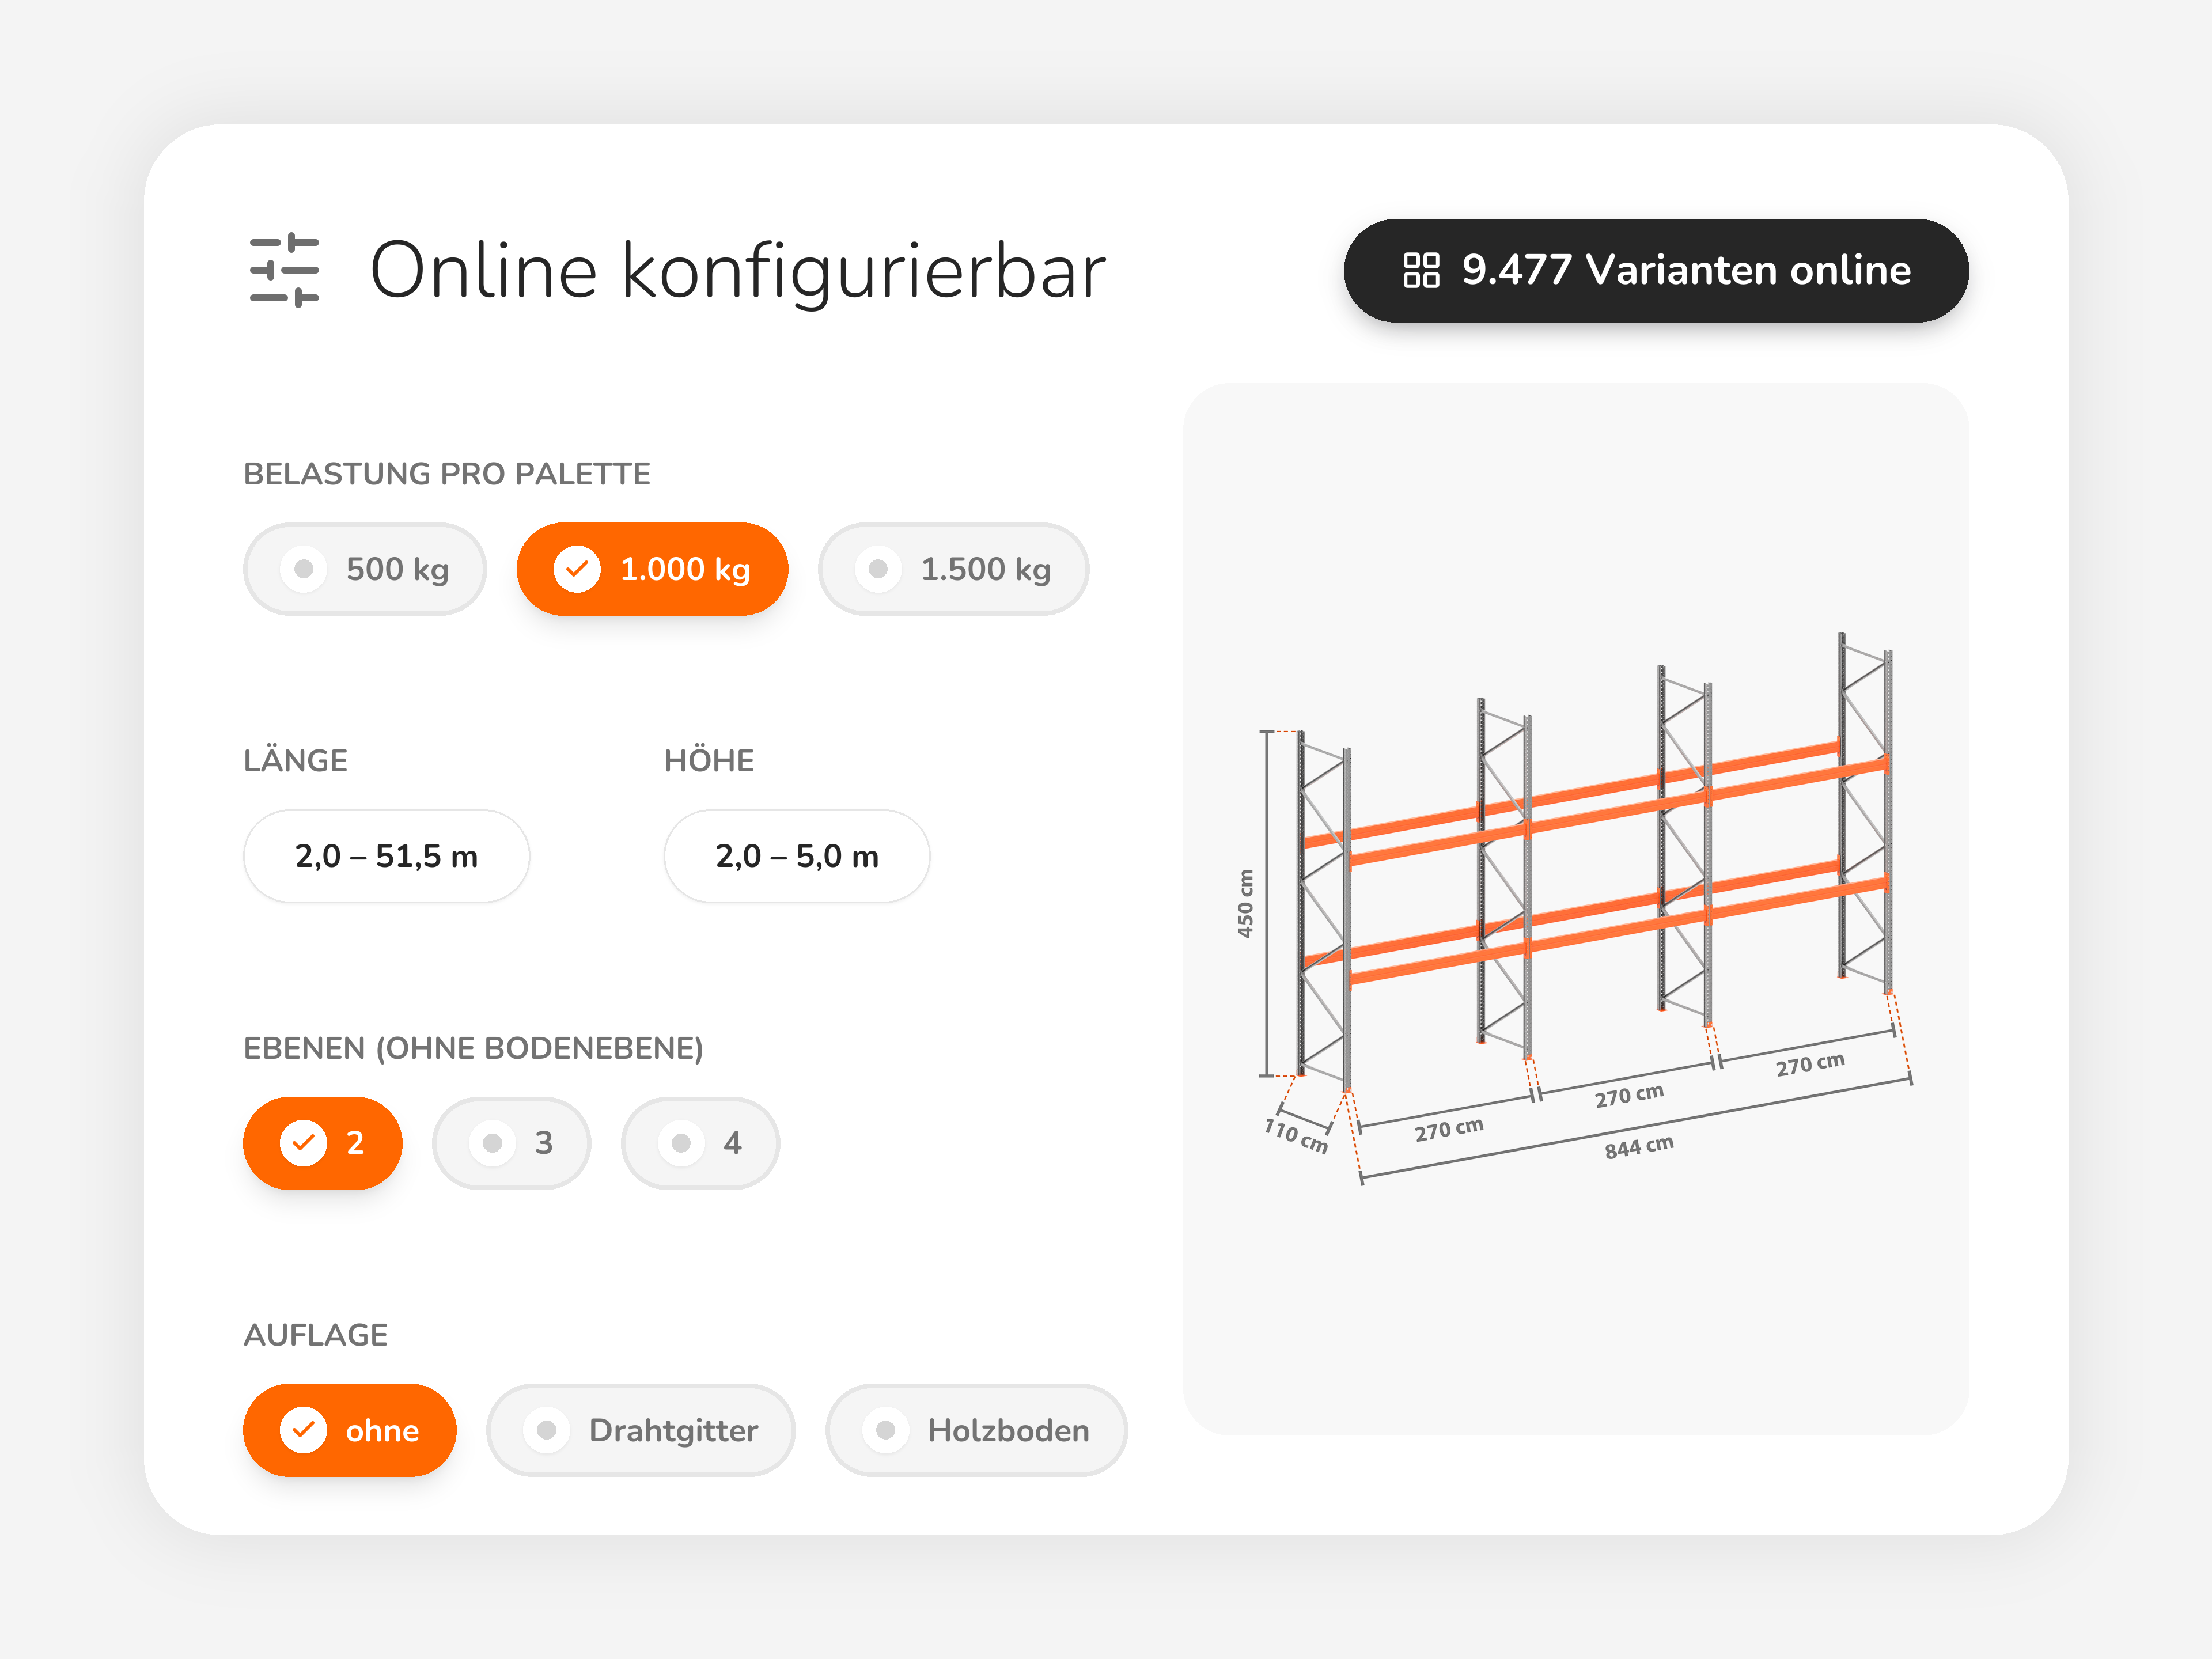 Online konfigurierbar
9.477 Varianten online
BELASTUNG PRO PALETTE
500 kg
1.000 kg
1.500 kg
LÄNGE
HÖHE
2,0 – 51,5 m
2,0 – 5,0 m
EBENEN (OHNE BODENEBENE)
2
3
4
AUFLAGE
ohne
Drahtgitter
Holzboden
450 cm
110 cm
270 cm
270 cm
270 cm
844 cm